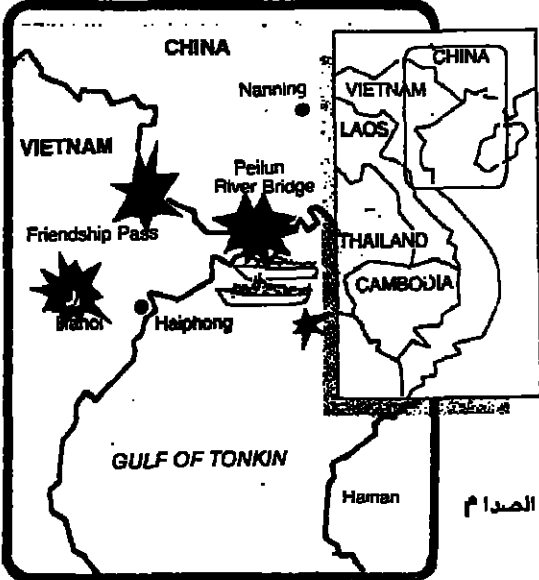 CHINA
Nanning
VIETNAM
Peilun
River Bridge
Friendship Pass
Hanoi
Haiphong
GULF OF TONKIN
Hainan
CHINA
VIETNAM
LAOS
THAILAND
CAMBODIA
الصدام